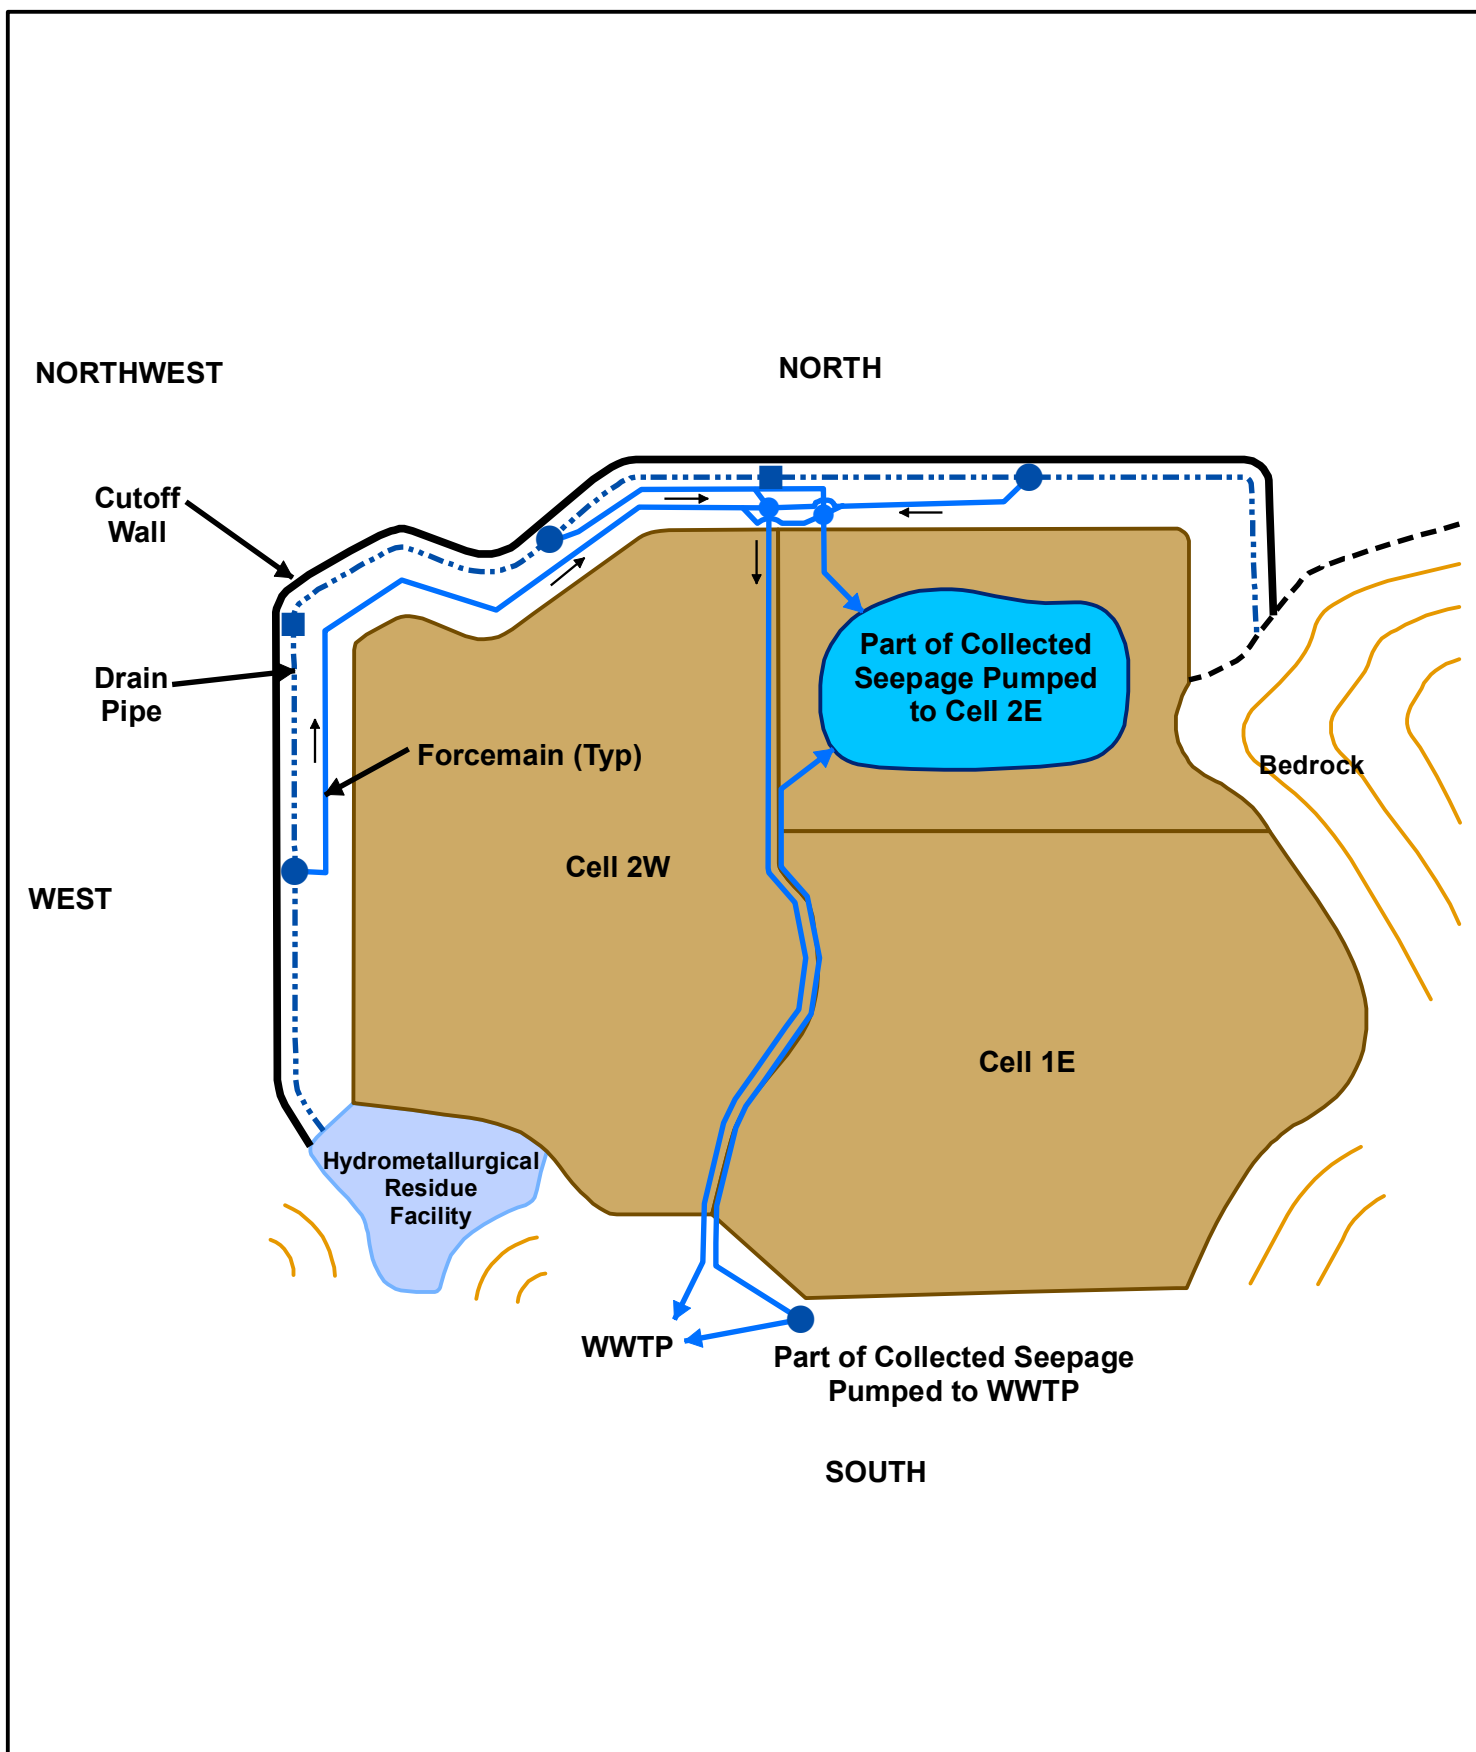 NORTHWEST
NORTH
Cutoff
Wall
Drain
Pipe
Part of Collected
Seepage Pumped
to Cell 2E
Forcemain (Typ)
Bedrock
Cell 2W
WEST
Cell 1E
Hydrometallurgical
Residue
Facility
WWTP
Part of Collected Seepage
Pumped to WWTP
SOUTH